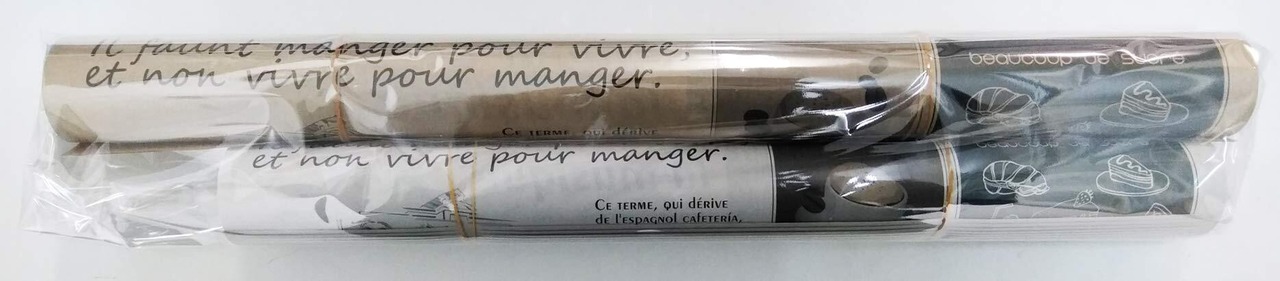 Il faunt manger pour vivre,
et non vivre pour manger.
beaucoup de sucre
Ce terme, qui dérive
et non vivre pour manger.
Ce terme, qui dérive
de l'espagnol cafetería,